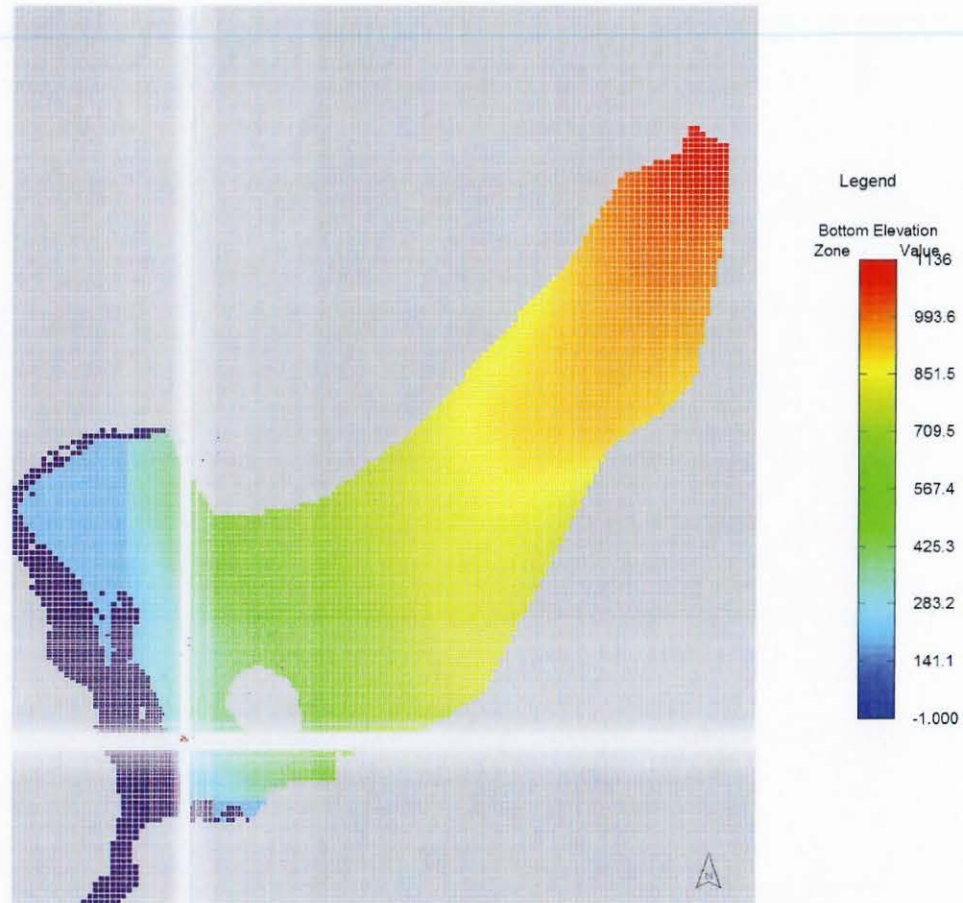 Legend
Bottom Elevation
Zone Value
1136
993.6
851.5
709.5
567.4
425.3
283.2
141.1
-1.000
N